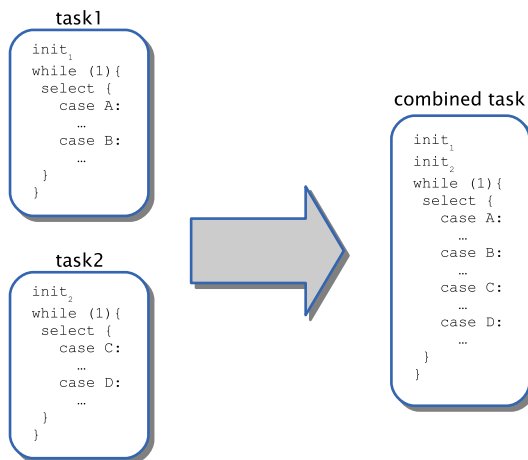 task1
init1
while (1){
select {
case A:
…
case B:
…
}
}
task2
init2
while (1){
select {
case C:
…
case D:
…
}
}
combined task
init1
init2
while (1){
select {
case A:
…
case B:
…
case C:
…
case D:
…
}
}